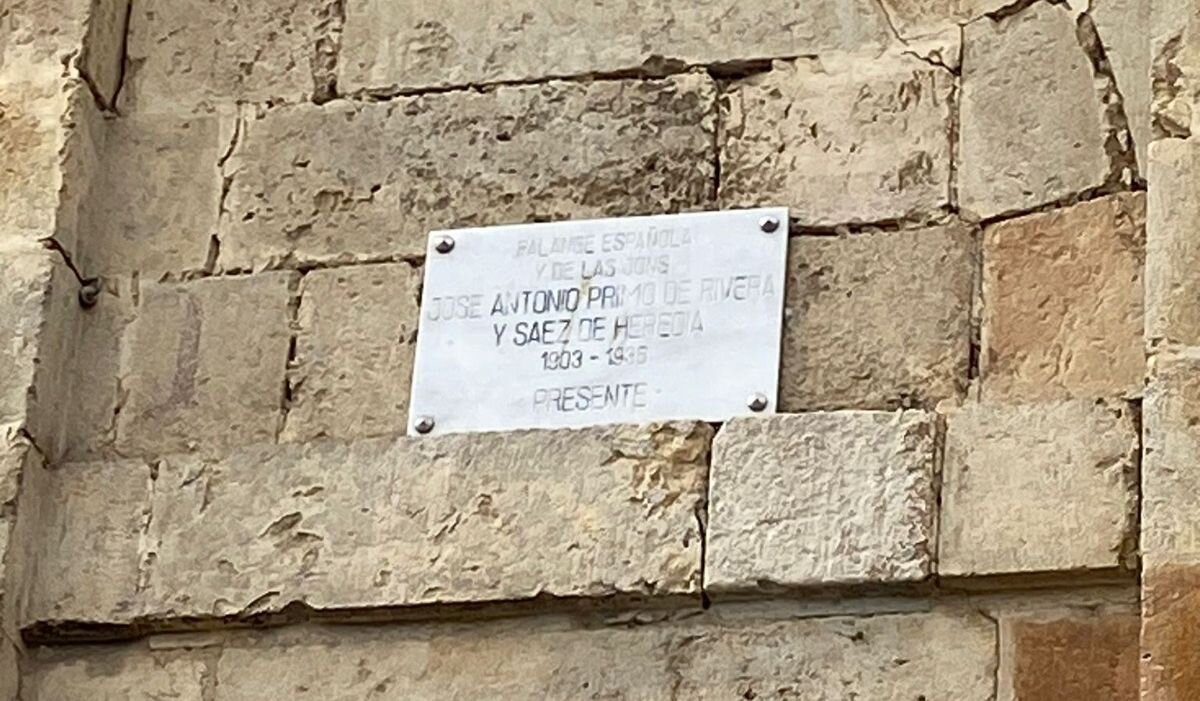 FALANGE ESPAÑOLA
Y DE LAS JONS
JOSE ANTONIO PRIMO DE RIVERA
Y SAEZ DE HEREDIA
1903 - 1936
PRESENTE